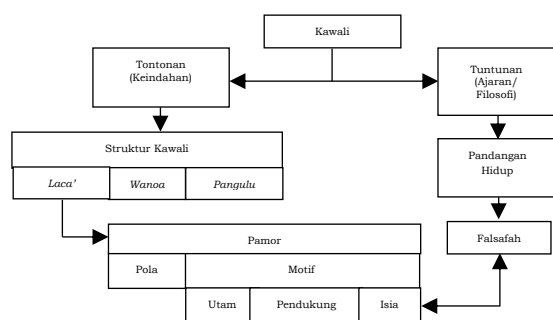 Kawali
Tontonan
(Keindahan)
Tuntunan
(Ajaran/
Filosofi)
Struktur Kawali
Laca'
Wanoa
Pangulu
Pandangan
Hidup
Pamor
Falsafah
Pola
Motif
Utam
Pendukung
Isia